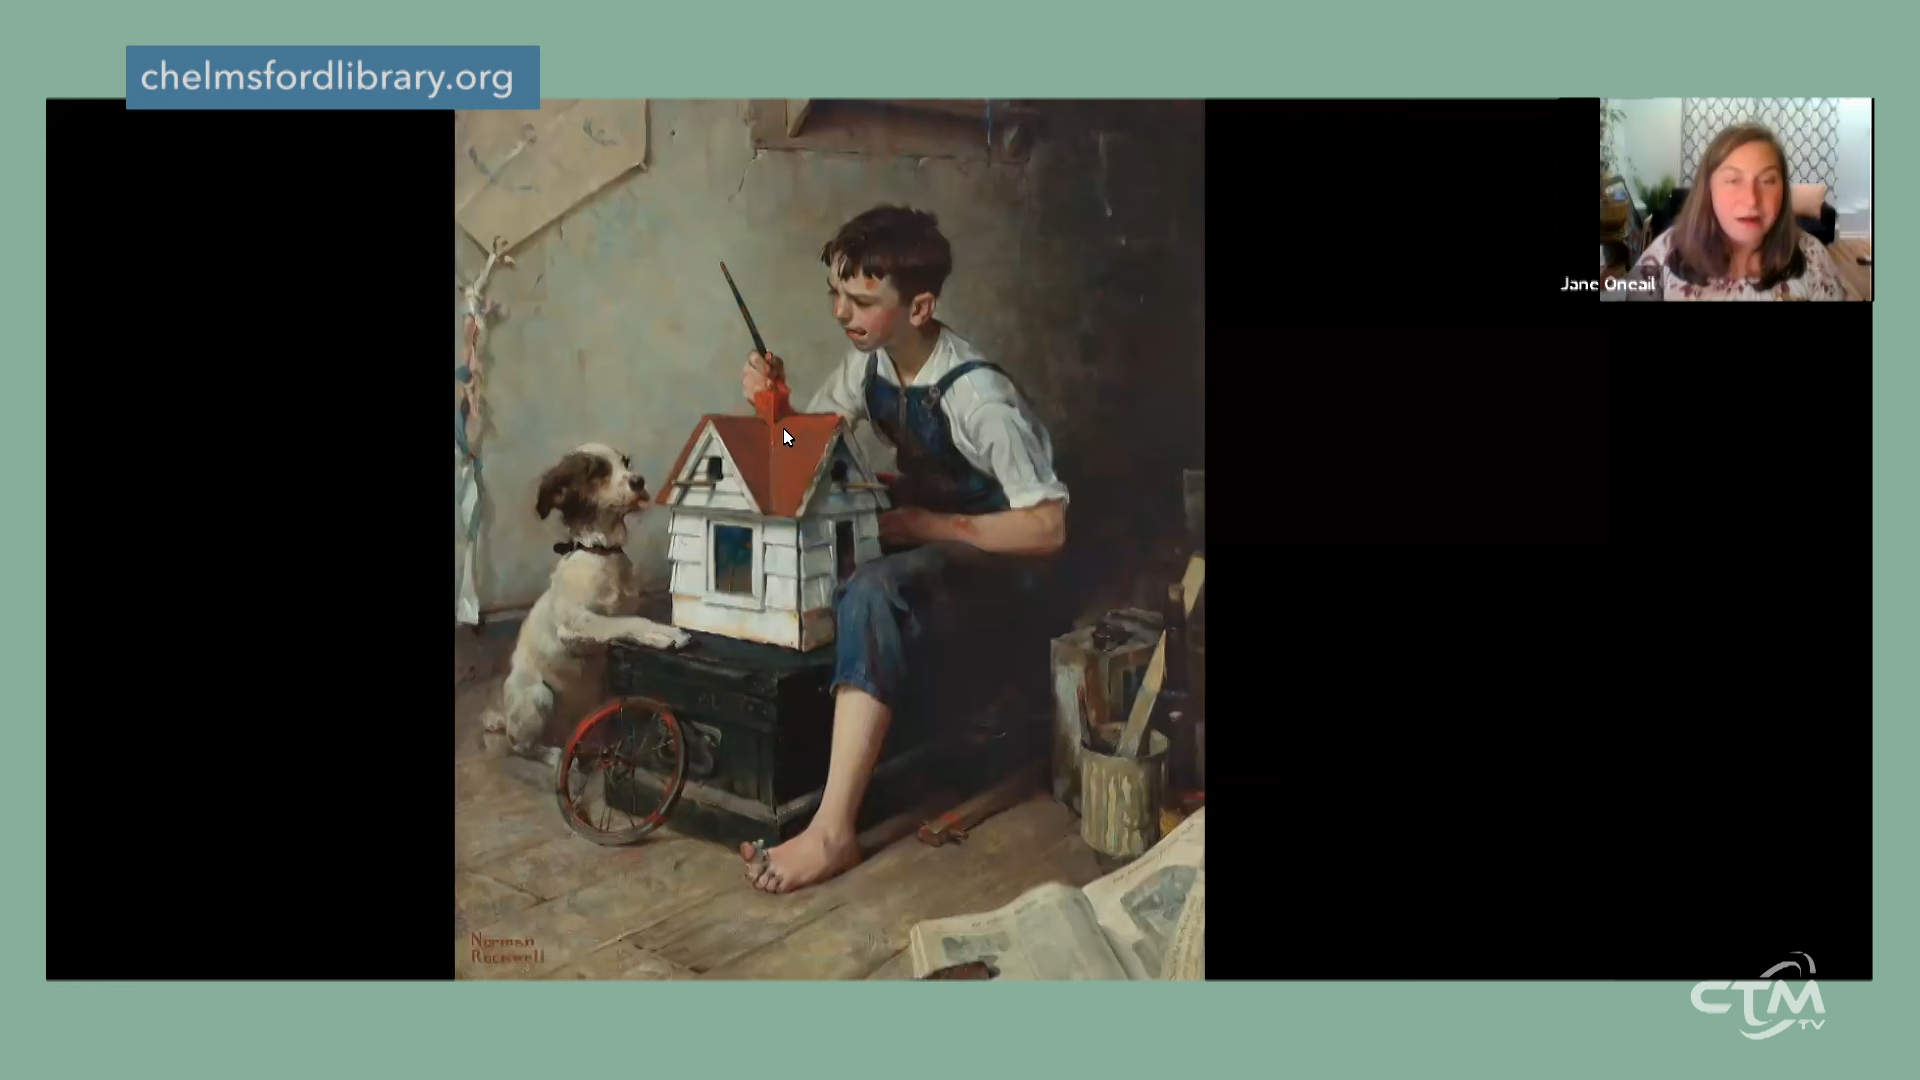 chelmsfordlibrary.org
Jane Oneail
Norman
Rockwell
CTM
TV